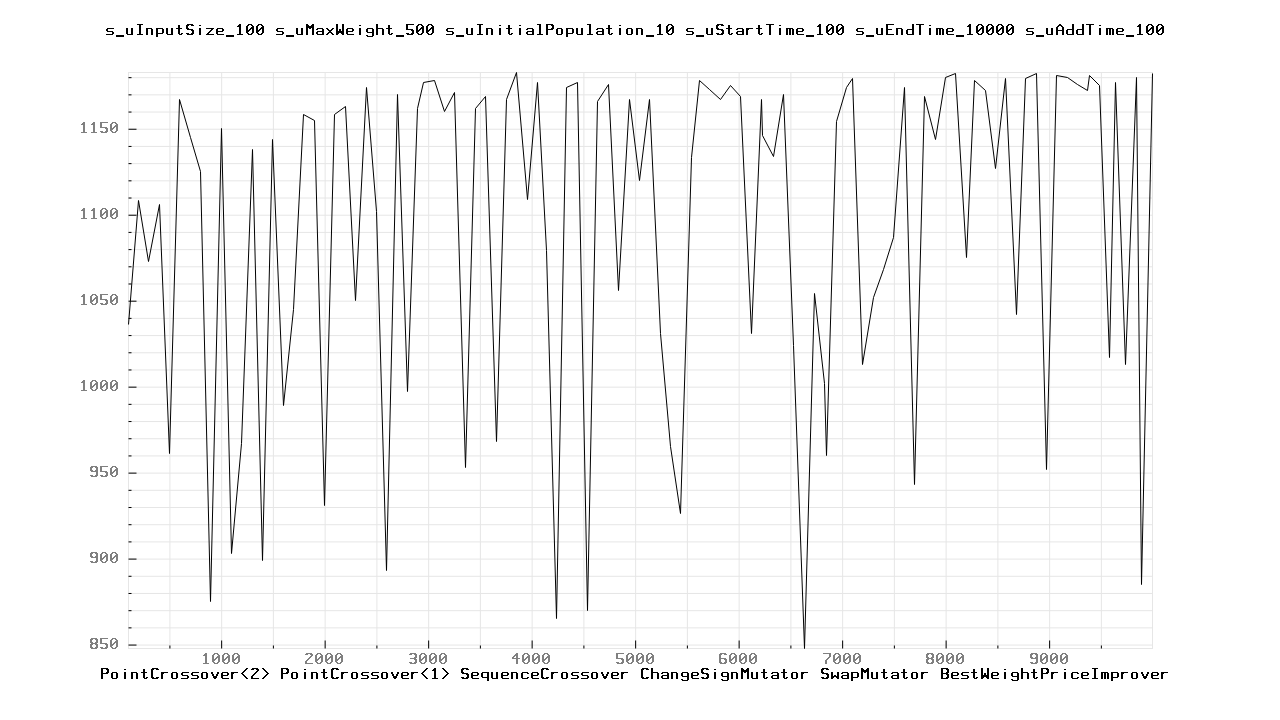 s_uInputSize_100 s_uMaxWeight_500 s_uInitialPopulation_10 s_uStartTime_100 s_uEndTime_10000 s_uAddTime_100
1150
1100
1050
1000
950
900
850
1000 2000 3000 4000 5000 6000 7000 8000 9000
PointCrossover<2> PointCrossover<1> SequenceCrossover ChangeSignMutator SwapMutator BestWeightPriceImprover